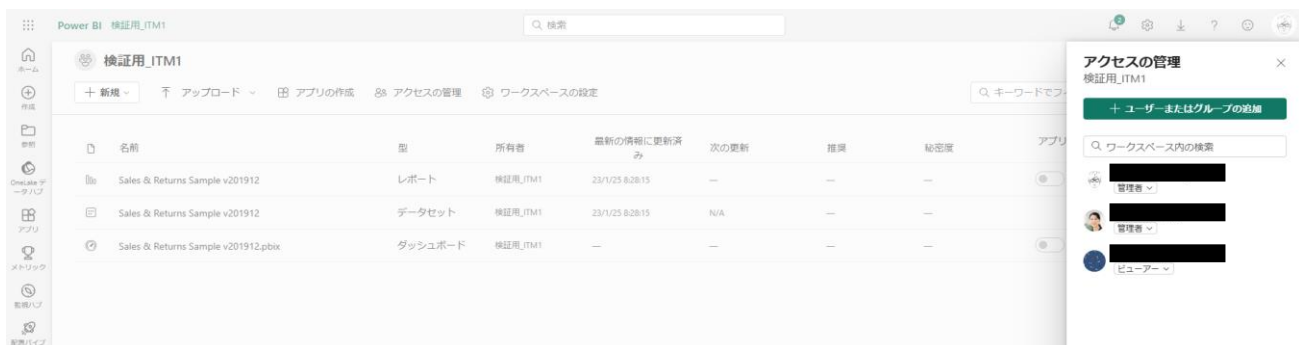 Power BI 検証用_ITM1
検索
2
ホーム
作成
参照
OneLake デ
ータ ハブ
アプリ
メトリック
監視ハブ
配置パイプ
検証用_ITM1
+ 新規
アップロード
アプリの作成
アクセスの管理
ワークスペースの設定
キーワードでフ
名前 型 所有者 最新の情報に更新済
み 次の更新 推奨 秘密度 アプリ
Sales & Returns Sample v201912 レポート 検証用_ITM1 23/1/25 8:28:15 — — —
Sales & Returns Sample v201912 データセット 検証用_ITM1 23/1/25 8:28:15 N/A — —
Sales & Returns Sample v201912.pbix ダッシュボード 検証用_ITM1 — — — —
アクセスの管理
検証用_ITM1
+ ユーザーまたはグループの追加
ワークスペース内の検索
管理者
管理者
ビューアー